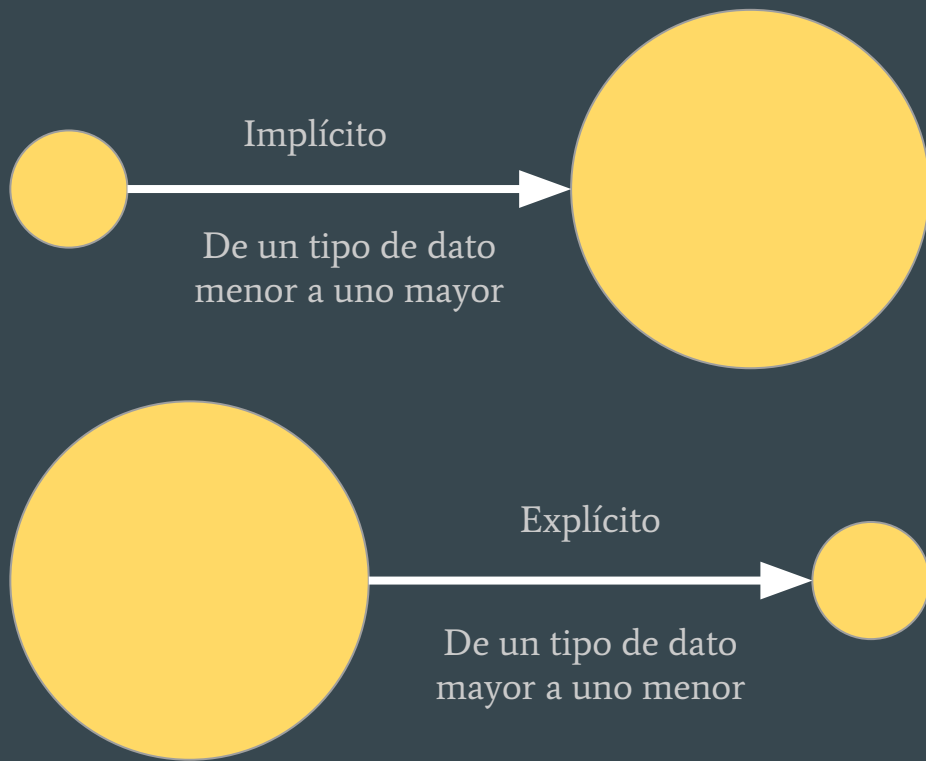 Implícito
De un tipo de dato
menor a uno mayor
Explícito
De un tipo de dato
mayor a uno menor